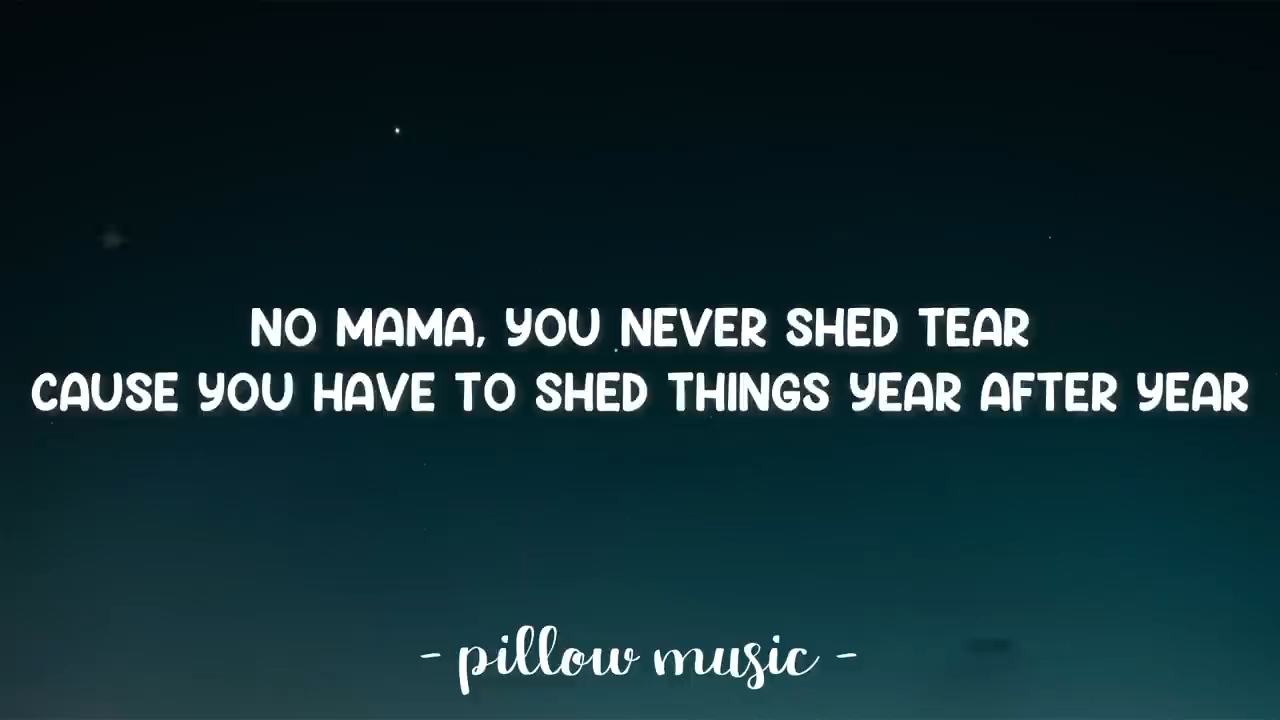 NO MAMA, YOU NEVER SHED TEAR
CAUSE YOU HAVE TO SHED THINGS YEAR AFTER YEAR
- pillow music -